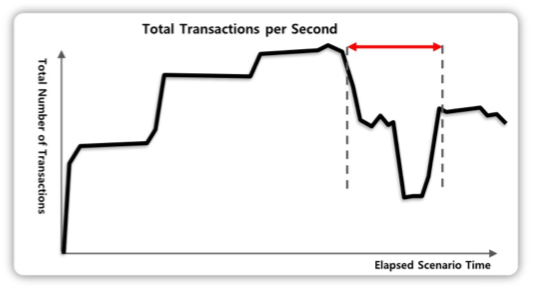 Total Transactions per Second
Total Number of Transactions
Elapsed Scenario Time